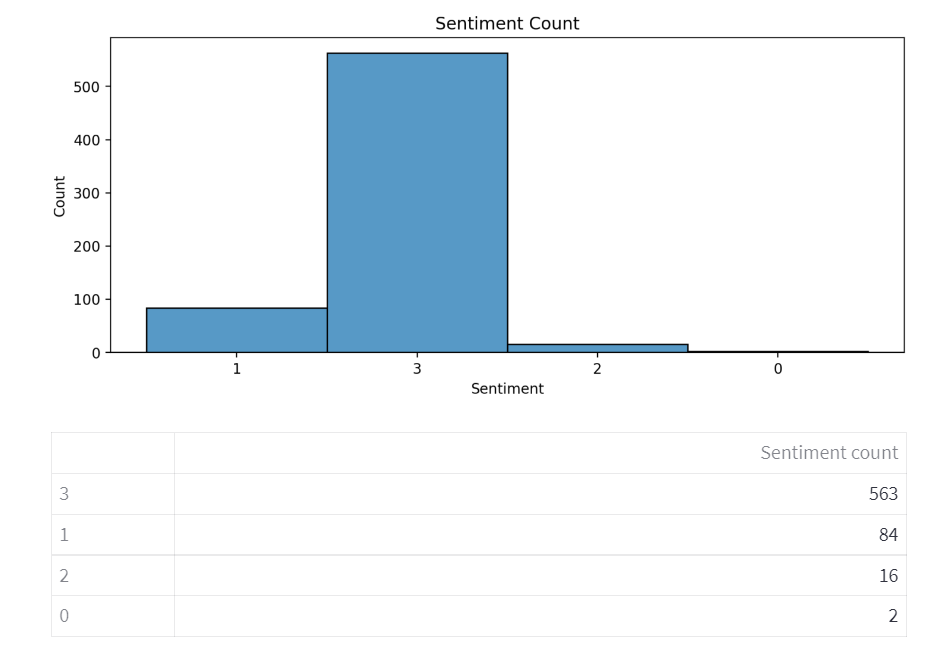 Sentiment Count
500
400
300
200
100
0
Count
1 3 2 0
Sentiment
Sentiment count
3 563
1 84
2 16
0 2